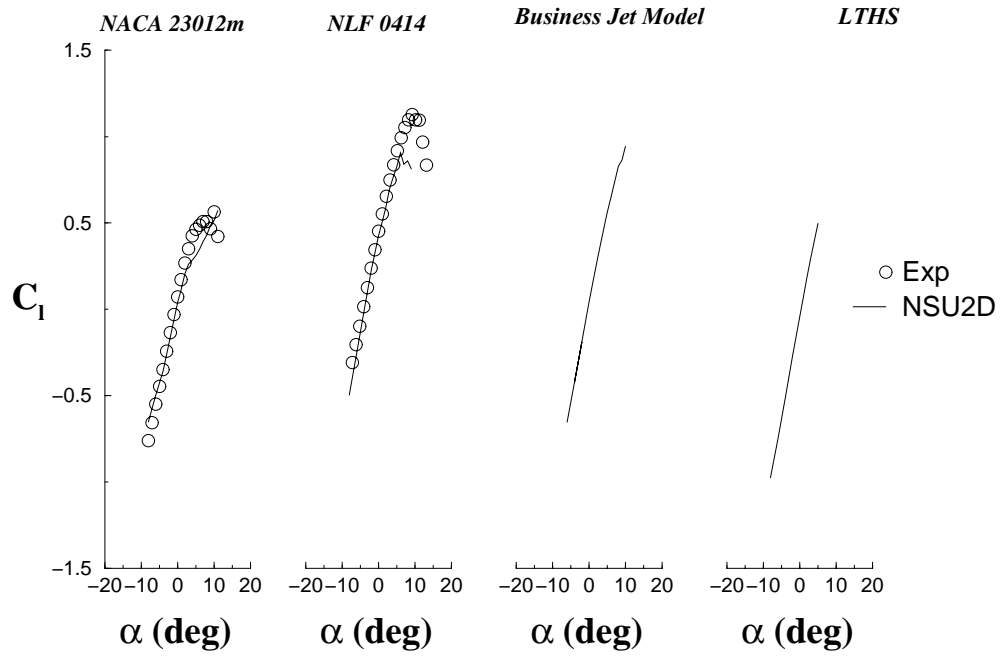 NACA 23012m NLF 0414 Business Jet Model LTHS
1.5
0.5
−0.5
−1.5
C_l
Exp
NSU2D
−20 −10 0 10 20 −20 −10 0 10 20 −20 −10 0 10 20 −20 −10 0 10 20
α (deg) α (deg) α (deg) α (deg)